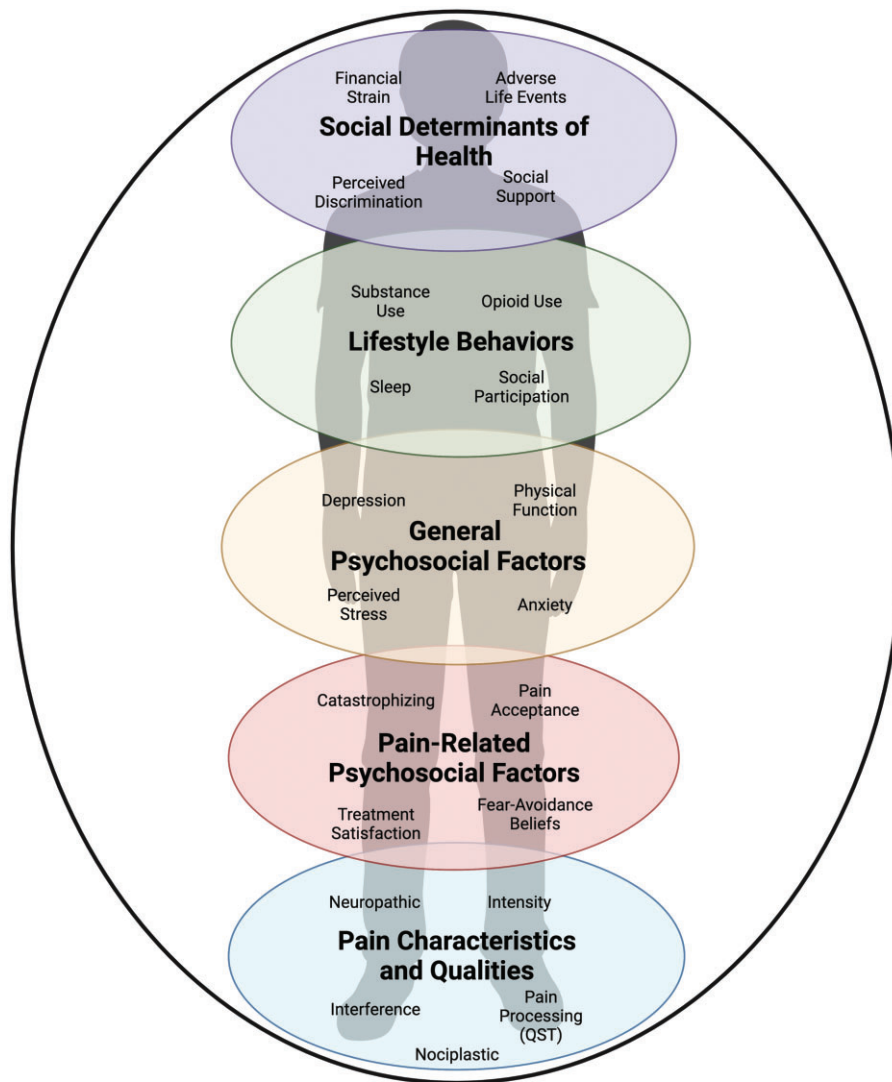 Financial
Strain
Adverse
Life Events
Social Determinants of
Health
Perceived
Discrimination
Social
Support
Substance
Use
Opioid Use
Lifestyle Behaviors
Sleep
Social
Participation
Depression
Physical
Function
General
Psychosocial Factors
Perceived
Stress
Anxiety
Catastrophizing
Pain
Acceptance
Pain-Related
Psychosocial Factors
Treatment
Satisfaction
Fear-Avoidance
Beliefs
Neuropathic
Intensity
Pain Characteristics
and Qualities
Interference
Pain
Processing
(QST)
Nociplastic